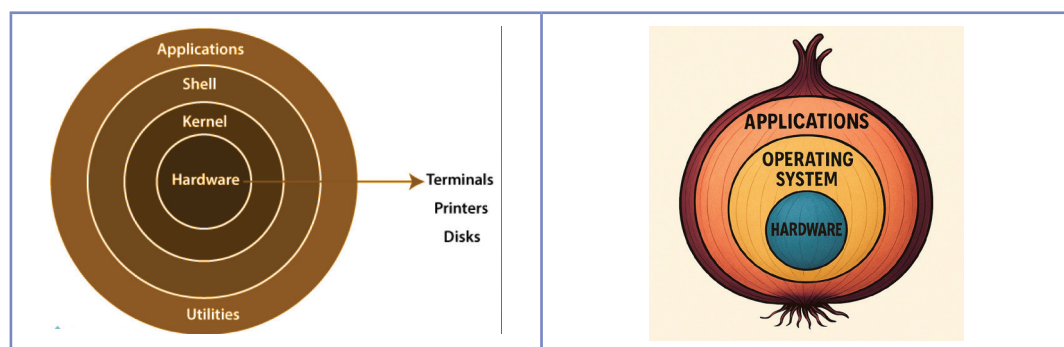 Applications
Shell
Kernel
Hardware
Terminals
Printers
Disks
Utilities
APPLICATIONS
OPERATING
SYSTEM
HARDWARE